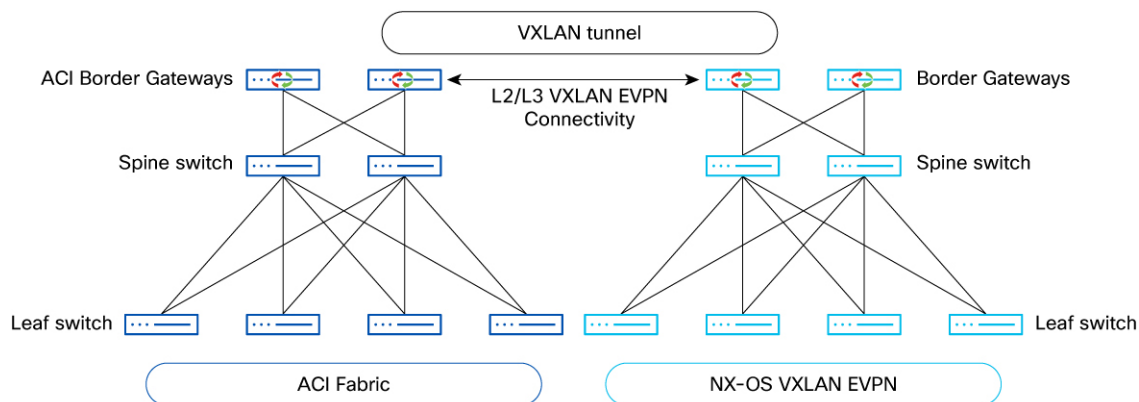 VXLAN tunnel
ACI Border Gateways
Border Gateways
L2/L3 VXLAN EVPN
Connectivity
Spine switch
Spine switch
Leaf switch
Leaf switch
ACI Fabric
NX-OS VXLAN EVPN